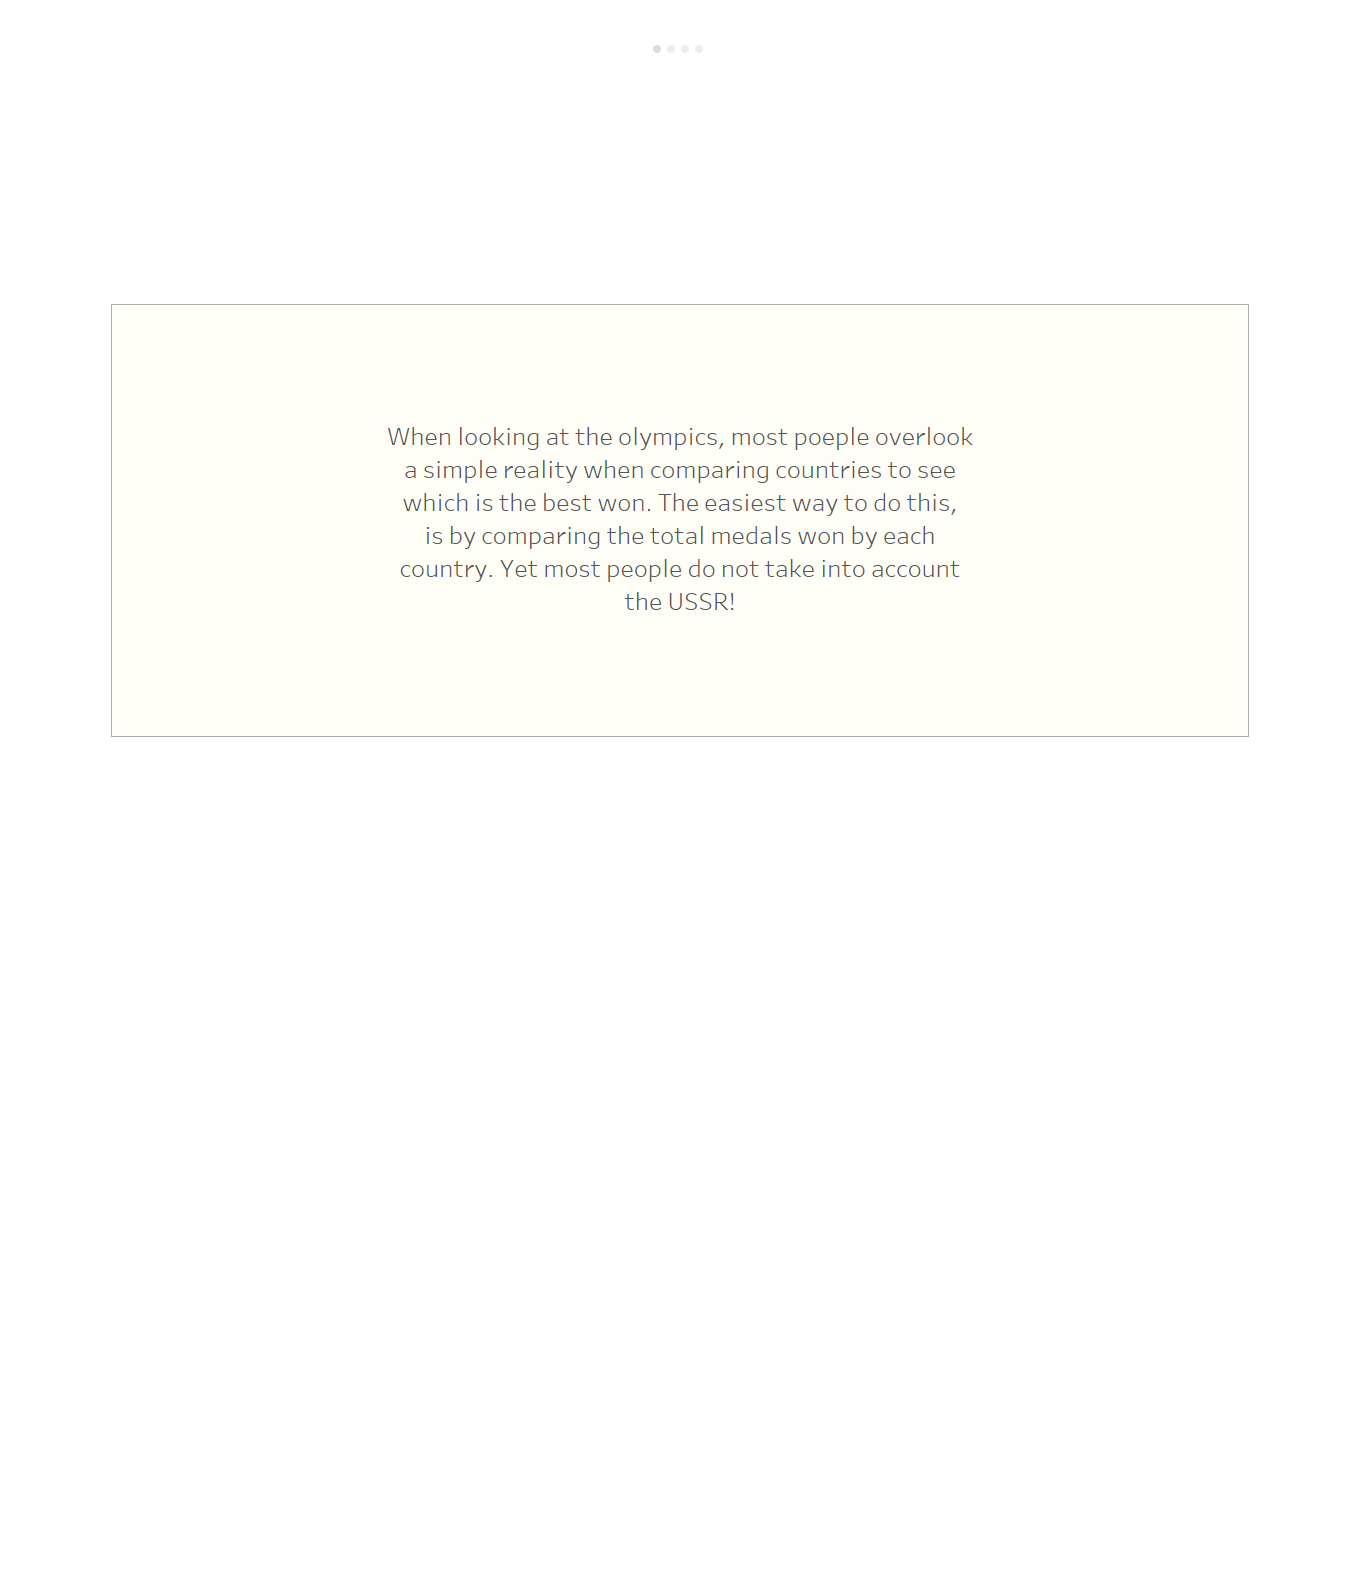 When looking at the olympics, most poeple overlook
a simple reality when comparing countries to see
which is the best won. The easiest way to do this,
is by comparing the total medals won by each
country. Yet most people do not take into account
the USSR!